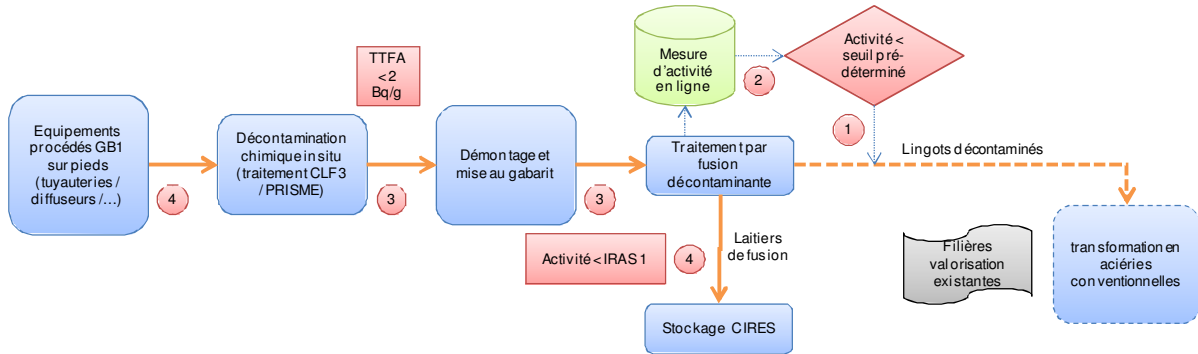 Equipements
procédés GB1
sur pieds
(tuyauteries /
diffuseurs /…)
4
Décontamination
chimique in situ
(traitement CLF3
/ PRISME)
TTFA
< 2
Bq/g
3
Démontage et
mise au gabarit
3
Mesure
d'activité
en ligne
2
Activité <
seuil pré-
déterminé
1
Traitement par
fusion
décontaminante
Lingots décontaminés
Activité < IRAS 1
4
Laitiers
de fusion
Stockage CIRES
Filières
valorisation
existantes
transformation en
aciéries
conventionnelles